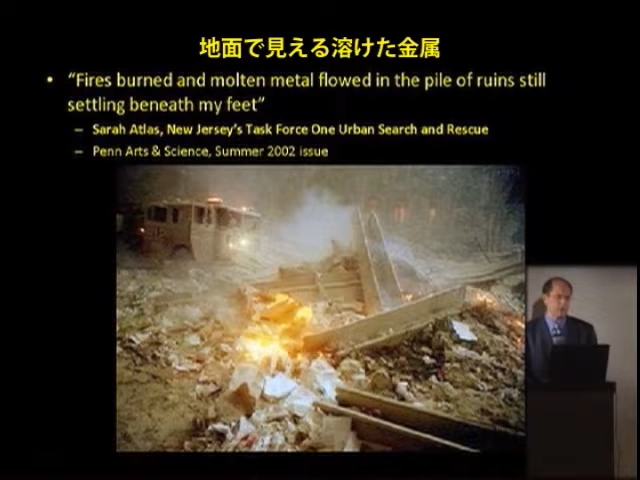 地面で見える溶けた金属
• “Fires burned and molten metal flowed in the pile of ruins still
settling beneath my feet”
– Sarah Atlas, New Jersey's Task Force One Urban Search and Rescue
– Penn Arts & Science, Summer 2002 issue